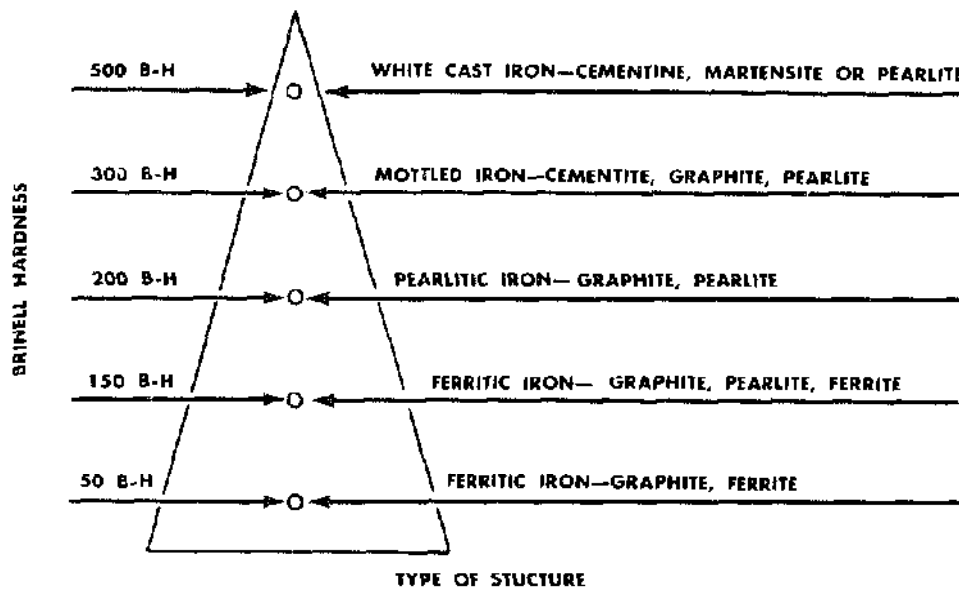 500 B-H
WHITE CAST IRON—CEMENTINE, MARTENSITE OR PEARLITE
300 B-H
MOTTLED IRON—CEMENTITE, GRAPHITE, PEARLITE
200 B-H
PEARLITIC IRON— GRAPHITE, PEARLITE
150 B-H
FERRITIC IRON— GRAPHITE, PEARLITE, FERRITE
50 B-H
FERRITIC IRON—GRAPHITE, FERRITE
BRINELL HARDNESS
TYPE OF STUCTURE